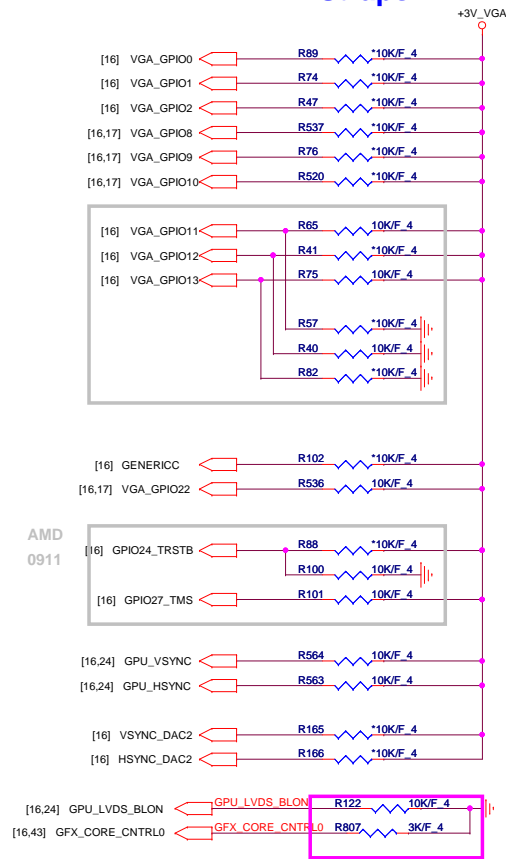 +3V_VGA
[16] VGA_GPIO0 R89 *10K/F_4
[16] VGA_GPIO1 R74 *10K/F_4
[16] VGA_GPIO2 R47 *10K/F_4
[16,17] VGA_GPIO8 R537 *10K/F_4
[16,17] VGA_GPIO9 R76 *10K/F_4
[16,17] VGA_GPIO10 R520 *10K/F_4
[16] VGA_GPIO11 R65 10K/F_4
[16] VGA_GPIO12 R41 *10K/F_4
[16] VGA_GPIO13 R75 10K/F_4
R57 *10K/F_4
R40 10K/F_4
R82 *10K/F_4
[16] GENERICC R102 *10K/F_4
[16,17] VGA_GPIO22 R536 10K/F_4
AMD
0911
[16] GPIO24_TRSTB R88 *10K/F_4
R100 10K/F_4
[16] GPIO27_TMS R101 10K/F_4
[16,24] GPU_VSYNC R564 10K/F_4
[16,24] GPU_HSYNC R563 10K/F_4
[16] VSYNC_DAC2 R165 *10K/F_4
[16] HSYNC_DAC2 R166 *10K/F_4
[16,24] GPU_LVDS_BLON GPU_LVDS_BLON R122 10K/F_4
[16,43] GFX_CORE_CNTRL0 GFX_CORE_CNTRL0 R807 3K/F_4